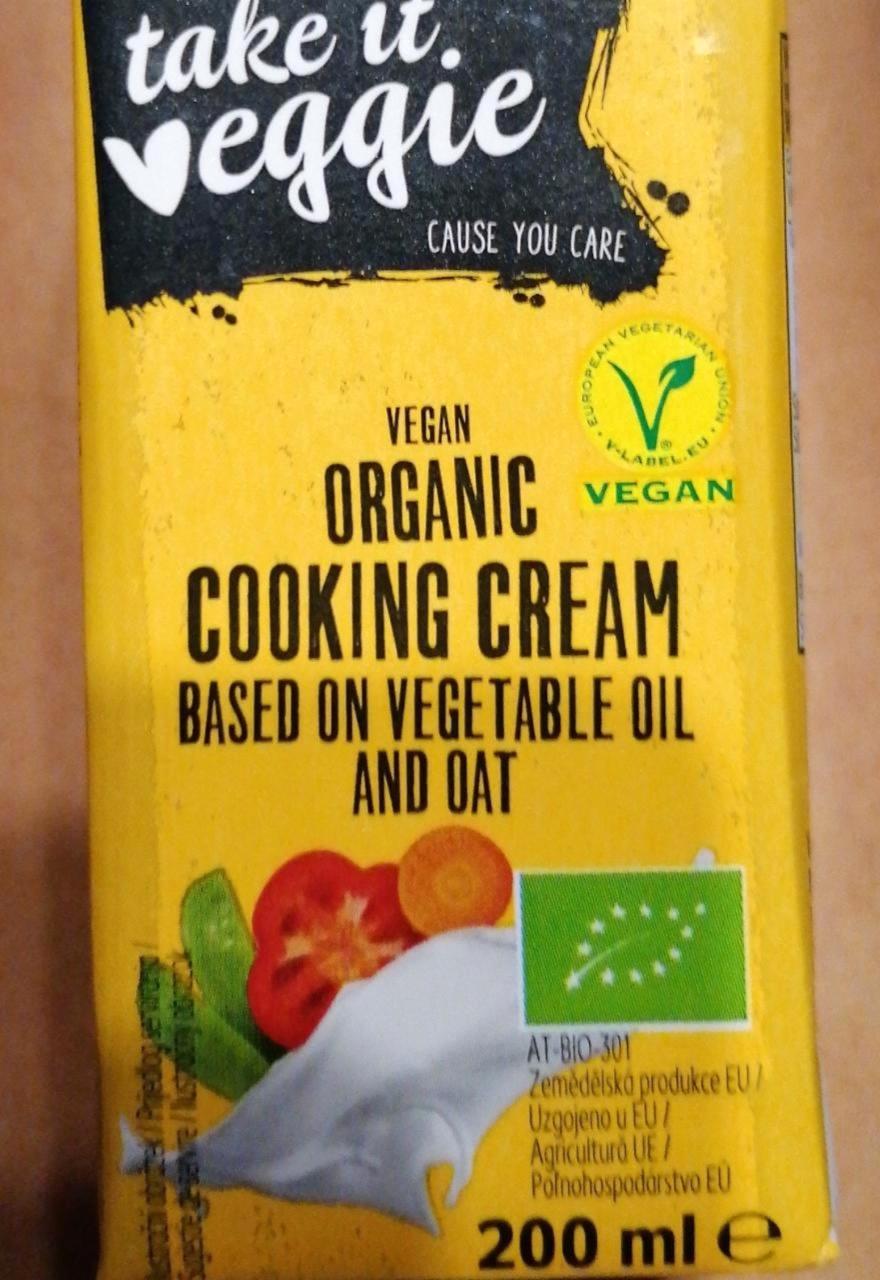 take it
veggie
CAUSE YOU CARE
EUROPEAN VEGETARIAN UNION
V-LABEL.EU
VEGAN
VEGAN
ORGANIC
COOKING CREAM
BASED ON VEGETABLE OIL
AND OAT
AT-BIO-301
Zemědělská produkce EU /
Uzgojeno u EU /
Agricultură UE /
Poľnohospodárstvo EÚ
200 ml ℮